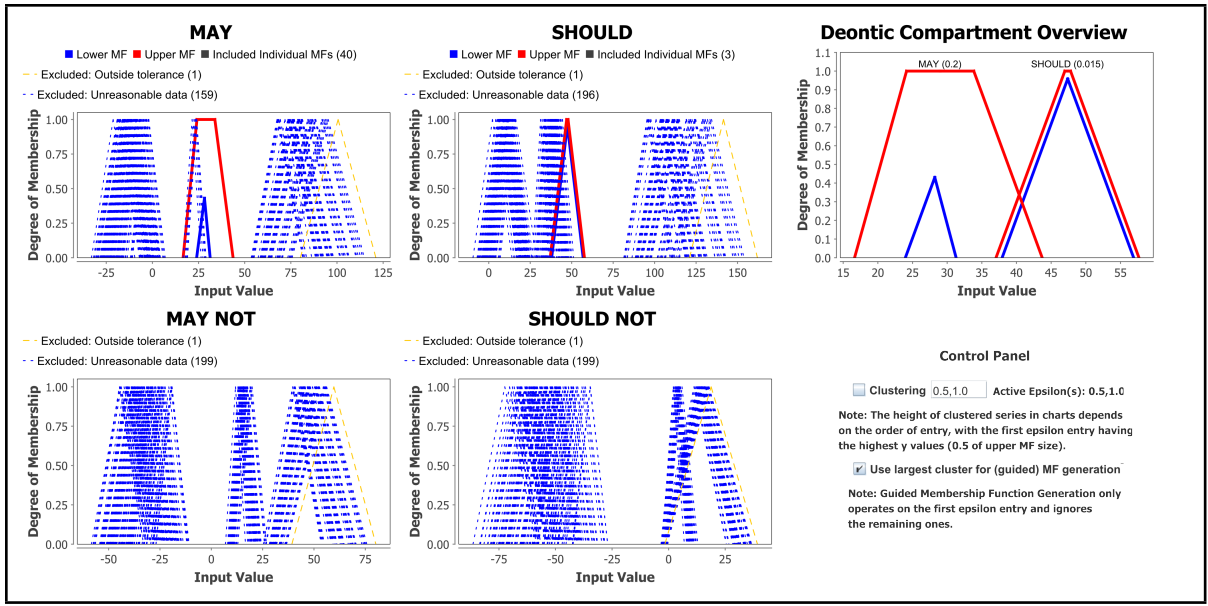 MAY
Lower MF Upper MF Included Individual MFs (40)
Excluded: Outside tolerance (1)
Excluded: Unreasonable data (159)
Degree of Membership
1.00
0.75
0.50
0.25
0.00
-25 0 25 50 75 100 125
Input Value
SHOULD
Lower MF Upper MF Included Individual MFs (3)
Excluded: Outside tolerance (1)
Excluded: Unreasonable data (196)
Degree of Membership
1.00
0.75
0.50
0.25
0.00
0 50 100 150
Input Value
Deontic Compartment Overview
MAY (0.2) SHOULD (0.015)
Degree of Membership
1.1
1.0
0.9
0.8
0.7
0.6
0.5
0.4
0.3
0.2
0.1
0.0
15 20 25 30 35 40 45 50 55
Input Value
MAY NOT
Excluded: Outside tolerance (1)
Excluded: Unreasonable data (199)
Degree of Membership
1.00
0.75
0.50
0.25
0.00
-50 -25 0 25 50 75
Input Value
SHOULD NOT
Excluded: Outside tolerance (1)
Excluded: Unreasonable data (199)
Degree of Membership
1.00
0.75
0.50
0.25
0.00
-75 -50 -25 0 25
Input Value
Control Panel
Clustering 0.5,1.0 Active Epsilon(s): 0.5,1.0
Note: The height of clustered series in charts depends
on the order of entry, with the first epsilon entry having
the highest y values (0.5 of upper MF size).
Use largest cluster for (guided) MF generation
Note: Guided Membership Function Generation only
operates on the first epsilon entry and ignores
the remaining ones.